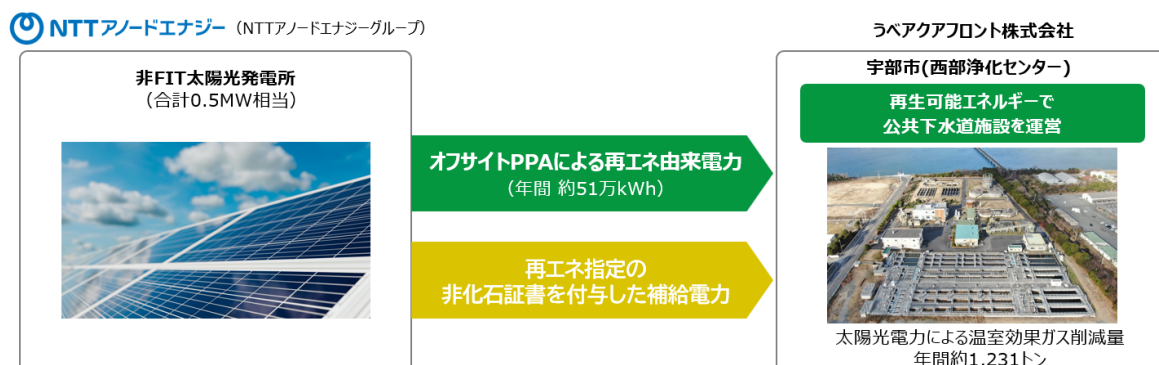 NTTアノードエナジー（NTTアノードエナジーグループ）
非FIT太陽光発電所
（合計0.5MW相当）
オフサイトPPAによる再エネ由来電力
（年間 約51万kWh）
再エネ指定の
非化石証書を付与した補給電力
うべアクアフロント株式会社
宇部市(西部浄化センター)
再生可能エネルギーで
公共下水道施設を運営
太陽光電力による温室効果ガス削減量
年間約1,231トン